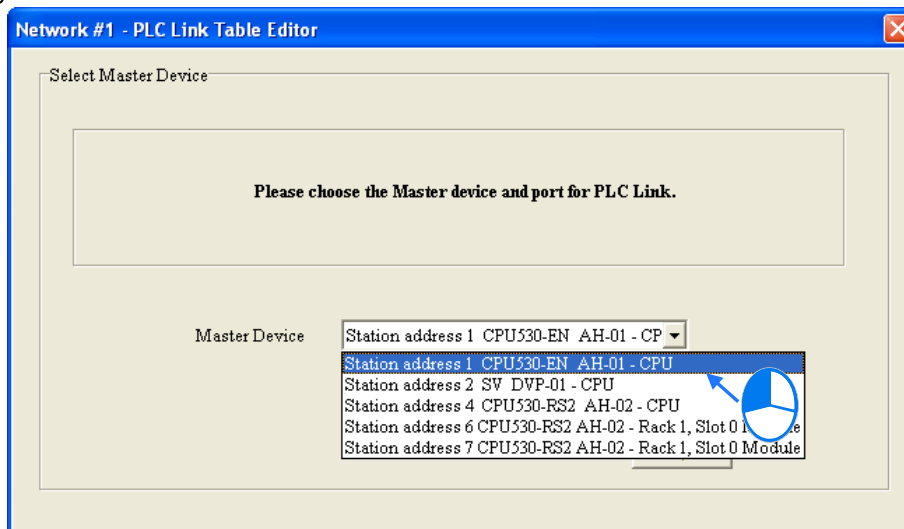 Network #1 - PLC Link Table Editor
Select Master Device
Please choose the Master device and port for PLC Link.
Master Device
Station address 1 CPU530-EN AH-01 - CP
Station address 1 CPU530-EN AH-01 - CPU
Station address 2 SV DVP-01 - CPU
Station address 4 CPU530-RS2 AH-02 - CPU
Station address 6 CPU530-RS2 AH-02 - Rack 1, Slot 0
Station address 7 CPU530-RS2 AH-02 - Rack 1, Slot 0 Module